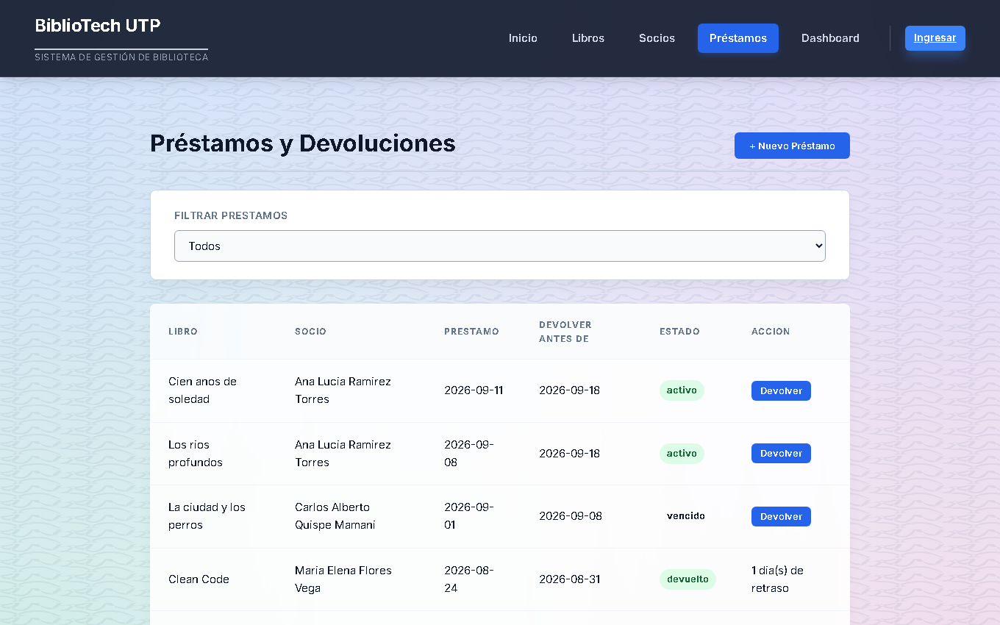 BiblioTech UTP
SISTEMA DE GESTIÓN DE BIBLIOTECA
Inicio
Libros
Socios
Préstamos
Dashboard
Ingresar
Préstamos y Devoluciones
+ Nuevo Préstamo
FILTRAR PRESTAMOS
Todos
LIBRO
SOCIO
PRESTAMO
DEVOLVER
ANTES DE
ESTADO
ACCION
Cien anos de
soledad
Ana Lucia Ramirez
Torres
2026-09-11
2026-09-18
activo
Devolver
Los rios
profundos
Ana Lucia Ramirez
Torres
2026-09-
08
2026-09-18
activo
Devolver
La ciudad y los
perros
Carlos Alberto
Quispe Mamani
2026-09-
01
2026-09-08
vencido
Devolver
Clean Code
Maria Elena Flores
Vega
2026-08-
24
2026-08-31
devuelto
1 dia(s) de
retraso